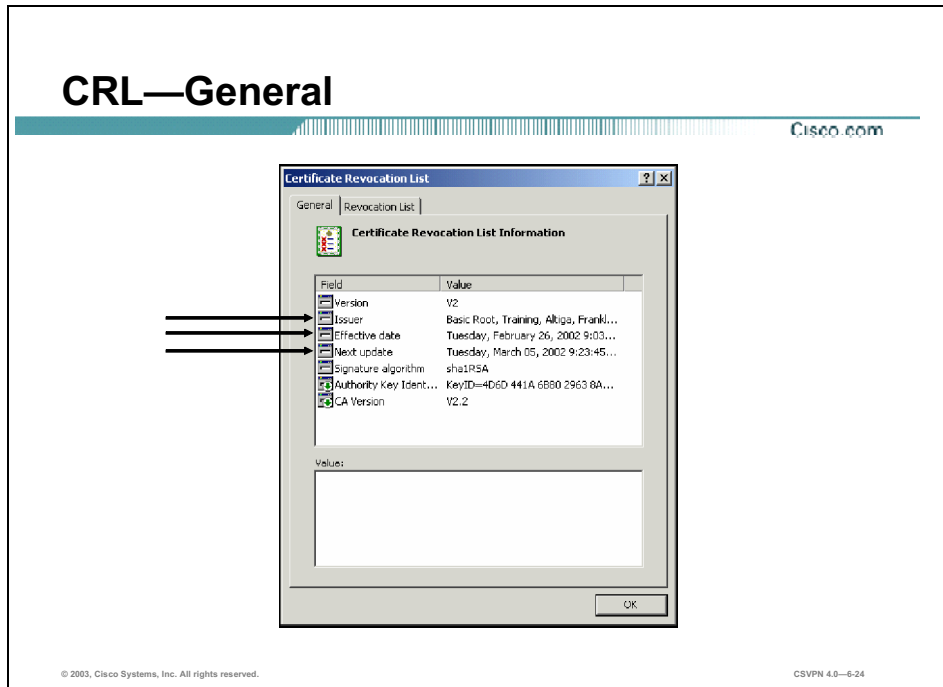 CRL—General
Cisco.com
Certificate Revocation List
General Revocation List
Certificate Revocation List Information
Field Value
Version V2
Issuer Basic Root, Training, Altiga, Frankl...
Effective date Tuesday, February 26, 2002 9:03...
Next update Tuesday, March 05, 2002 9:23:45...
Signature algorithm sha1RSA
Authority Key Ident... KeyID=4D6D 441A 6BB0 2963 8A...
CA Version V2.2
Value:
OK
© 2003, Cisco Systems, Inc. All rights reserved. CSVPN 4.0—6-24